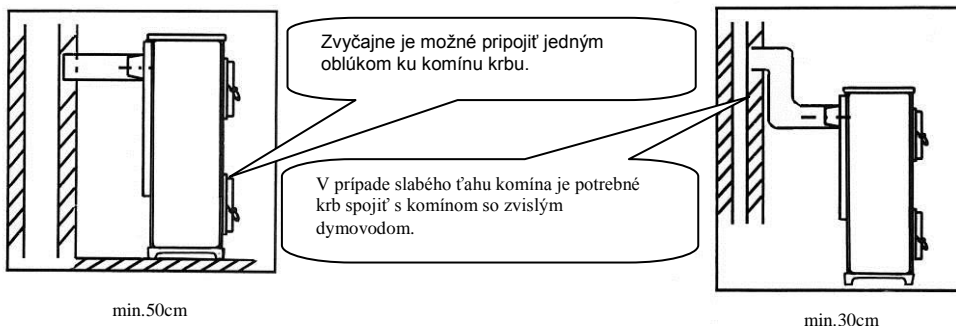 Zvyčajne je možné pripojiť jedným
oblúkom ku komínu krbu.
V prípade slabého ťahu komína je potrebné
krb spojiť s komínom so zvislým
dymovodom.
min.50cm
min.30cm